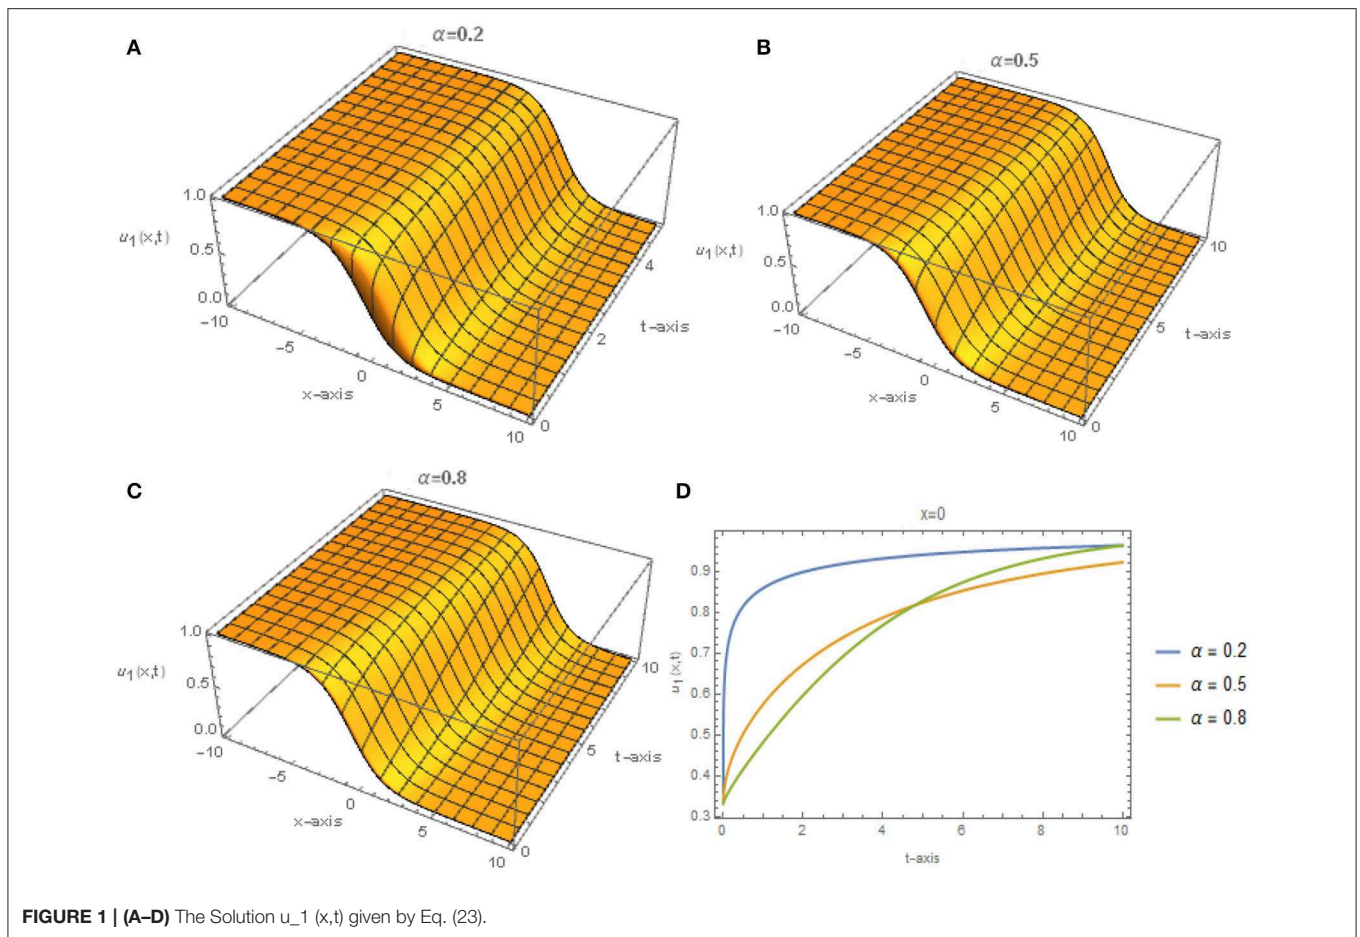 A
α=0.2
1.0
u1(x,t)
0.5
0.0
−10
−5
0
x−axis
5
10
0
2
4
t−axis
B
α=0.5
1.0
u1(x,t)
0.5
0.0
−10
−5
0
x−axis
5
10
0
5
10
t−axis
C
α=0.8
1.0
u1(x,t)
0.5
0.0
−10
−5
0
x−axis
5
10
0
5
10
t−axis
D
x=0
0.9
0.8
0.7
0.6
0.5
0.4
0.3
u1(x,t)
0 2 4 6 8 10
t−axis
α = 0.2
α = 0.5
α = 0.8
FIGURE 1 | (A–D) The Solution u_1 (x,t) given by Eq. (23).